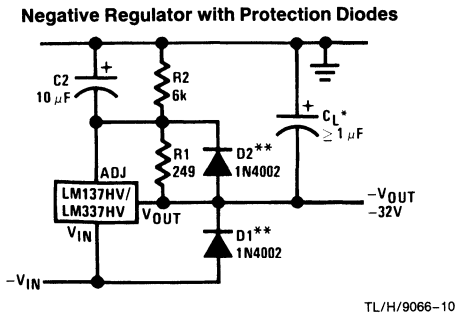 Negative Regulator with Protection Diodes
C2
10 μF
+
R2
6k
+
CL*
≥ 1 μF
ADJ
R1
249
D2**
1N4002
LM137HV/
LM337HV
VOUT
VIN
−VOUT
−32V
D1**
1N4002
−VIN
TL/H/9066-10